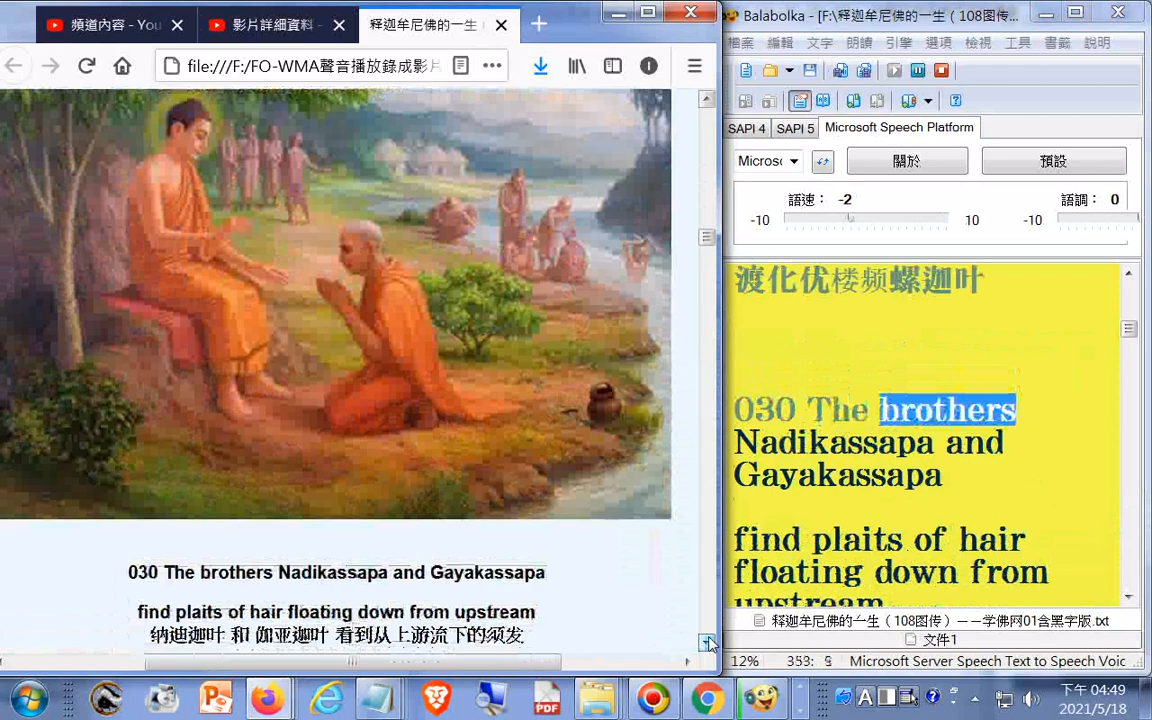 頻道內容 - You
影片詳細資料 -
释迦牟尼佛的一生
file:///F:/FO-WMA聲音播放錄成影片
030 The brothers Nadikassapa and Gayakassapa
find plaits of hair floating down from upstream
纳迪迦叶 和 伽亚迦叶 看到从上游流下的须发
Balabolka - [F:\释迦牟尼佛的一生（108图传...
檔案 編輯 文字 朗讀 引擎 選項 檢視 工具 書籤 說明
SAPI 4 SAPI 5 Microsoft Speech Platform
Microsc 關於 預設
語速： -2 語調： 0
-10 10 -10
渡化优楼频螺迦叶
030 The brothers
Nadikassapa and
Gayakassapa
find plaits of hair
floating down from
upstream
释迦牟尼佛的一生（108图传）——学佛网01含黑字版.txt
文件1
12% 353: Microsoft Server Speech Text to Speech Voic
下午 04:49
2021/5/18